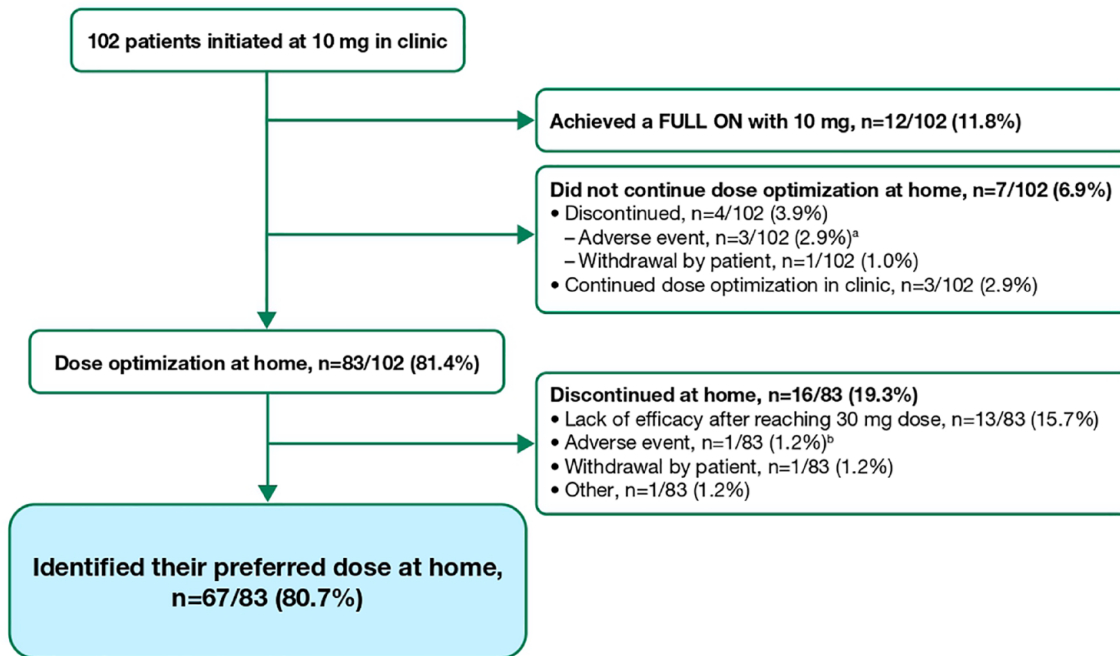 102 patients initiated at 10 mg in clinic
Achieved a FULL ON with 10 mg, n=12/102 (11.8%)
Did not continue dose optimization at home, n=7/102 (6.9%)
• Discontinued, n=4/102 (3.9%)
– Adverse event, n=3/102 (2.9%)ᵃ
– Withdrawal by patient, n=1/102 (1.0%)
• Continued dose optimization in clinic, n=3/102 (2.9%)
Dose optimization at home, n=83/102 (81.4%)
Discontinued at home, n=16/83 (19.3%)
• Lack of efficacy after reaching 30 mg dose, n=13/83 (15.7%)
• Adverse event, n=1/83 (1.2%)ᵇ
• Withdrawal by patient, n=1/83 (1.2%)
• Other, n=1/83 (1.2%)
Identified their preferred dose at home,
n=67/83 (80.7%)